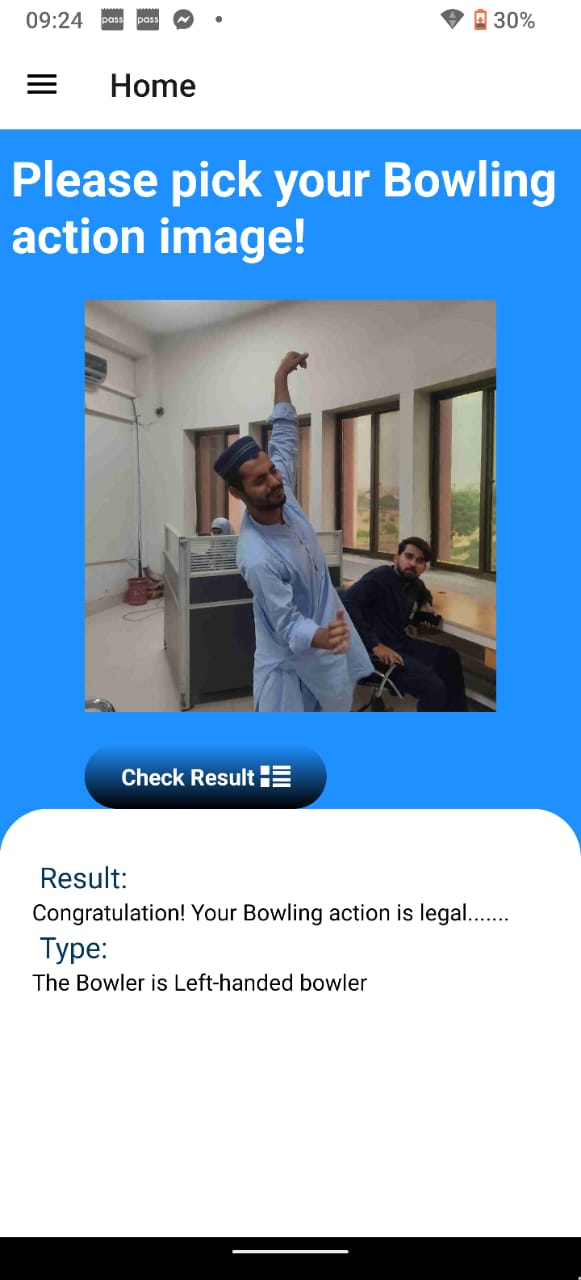 09:24 pass pass 30%
Home
Please pick your Bowling
action image!
Check Result
Result:
Congratulation! Your Bowling action is legal.......
Type:
The Bowler is Left-handed bowler